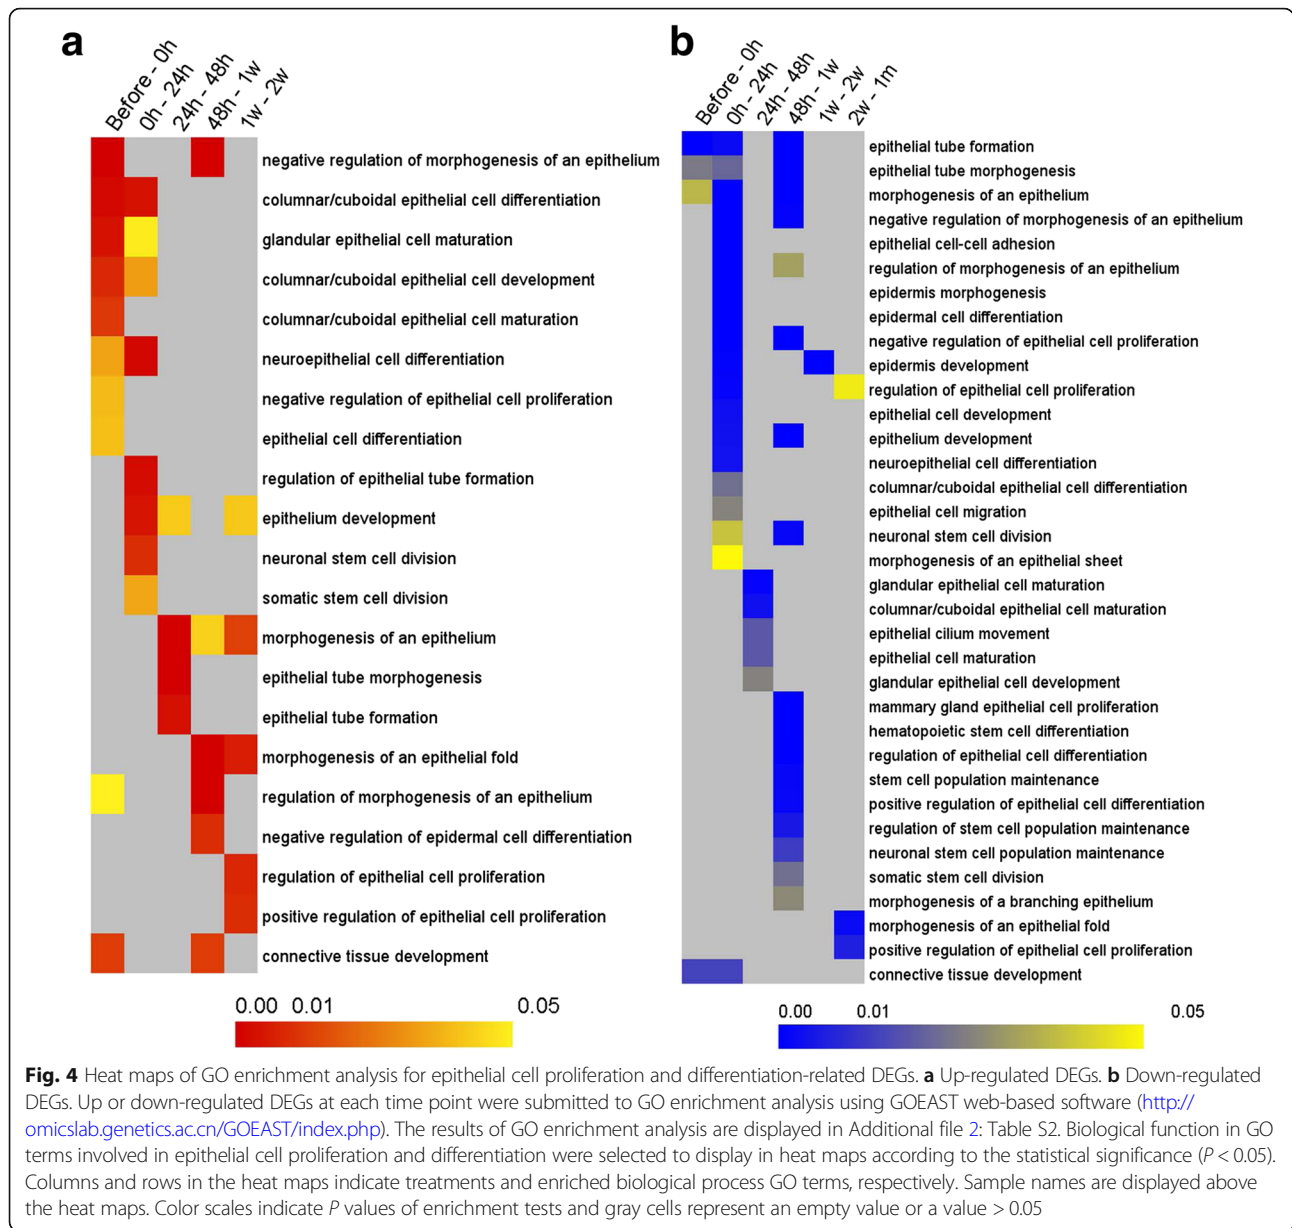 a
Before - 0h
0h - 24h
24h - 48h
48h - 1w
1w - 2w
negative regulation of morphogenesis of an epithelium
columnar/cuboidal epithelial cell differentiation
glandular epithelial cell maturation
columnar/cuboidal epithelial cell development
columnar/cuboidal epithelial cell maturation
neuroepithelial cell differentiation
negative regulation of epithelial cell proliferation
epithelial cell differentiation
regulation of epithelial tube formation
epithelium development
neuronal stem cell division
somatic stem cell division
morphogenesis of an epithelium
epithelial tube morphogenesis
epithelial tube formation
morphogenesis of an epithelial fold
regulation of morphogenesis of an epithelium
negative regulation of epidermal cell differentiation
regulation of epithelial cell proliferation
positive regulation of epithelial cell proliferation
connective tissue development
0.00 0.01 0.05
b
Before - 0h
0h - 24h
24h - 48h
48h - 1w
1w - 2w
2w - 1m
epithelial tube formation
epithelial tube morphogenesis
morphogenesis of an epithelium
negative regulation of morphogenesis of an epithelium
epithelial cell-cell adhesion
regulation of morphogenesis of an epithelium
epidermis morphogenesis
epidermal cell differentiation
negative regulation of epithelial cell proliferation
epidermis development
regulation of epithelial cell proliferation
epithelial cell development
epithelium development
neuroepithelial cell differentiation
columnar/cuboidal epithelial cell differentiation
epithelial cell migration
neuronal stem cell division
morphogenesis of an epithelial sheet
glandular epithelial cell maturation
columnar/cuboidal epithelial cell maturation
epithelial cilium movement
epithelial cell maturation
glandular epithelial cell development
mammary gland epithelial cell proliferation
hematopoietic stem cell differentiation
regulation of epithelial cell differentiation
stem cell population maintenance
positive regulation of epithelial cell differentiation
regulation of stem cell population maintenance
neuronal stem cell population maintenance
somatic stem cell division
morphogenesis of a branching epithelium
morphogenesis of an epithelial fold
positive regulation of epithelial cell proliferation
connective tissue development
0.00 0.01 0.05
Fig. 4 Heat maps of GO enrichment analysis for epithelial cell proliferation and differentiation-related DEGs. a Up-regulated DEGs. b Down-regulated
DEGs. Up or down-regulated DEGs at each time point were submitted to GO enrichment analysis using GOEAST web-based software (http://
omicslab.genetics.ac.cn/GOEAST/index.php). The results of GO enrichment analysis are displayed in Additional file 2: Table S2. Biological function in GO
terms involved in epithelial cell proliferation and differentiation were selected to display in heat maps according to the statistical significance (P < 0.05).
Columns and rows in the heat maps indicate treatments and enriched biological process GO terms, respectively. Sample names are displayed above
the heat maps. Color scales indicate P values of enrichment tests and gray cells represent an empty value or a value > 0.05